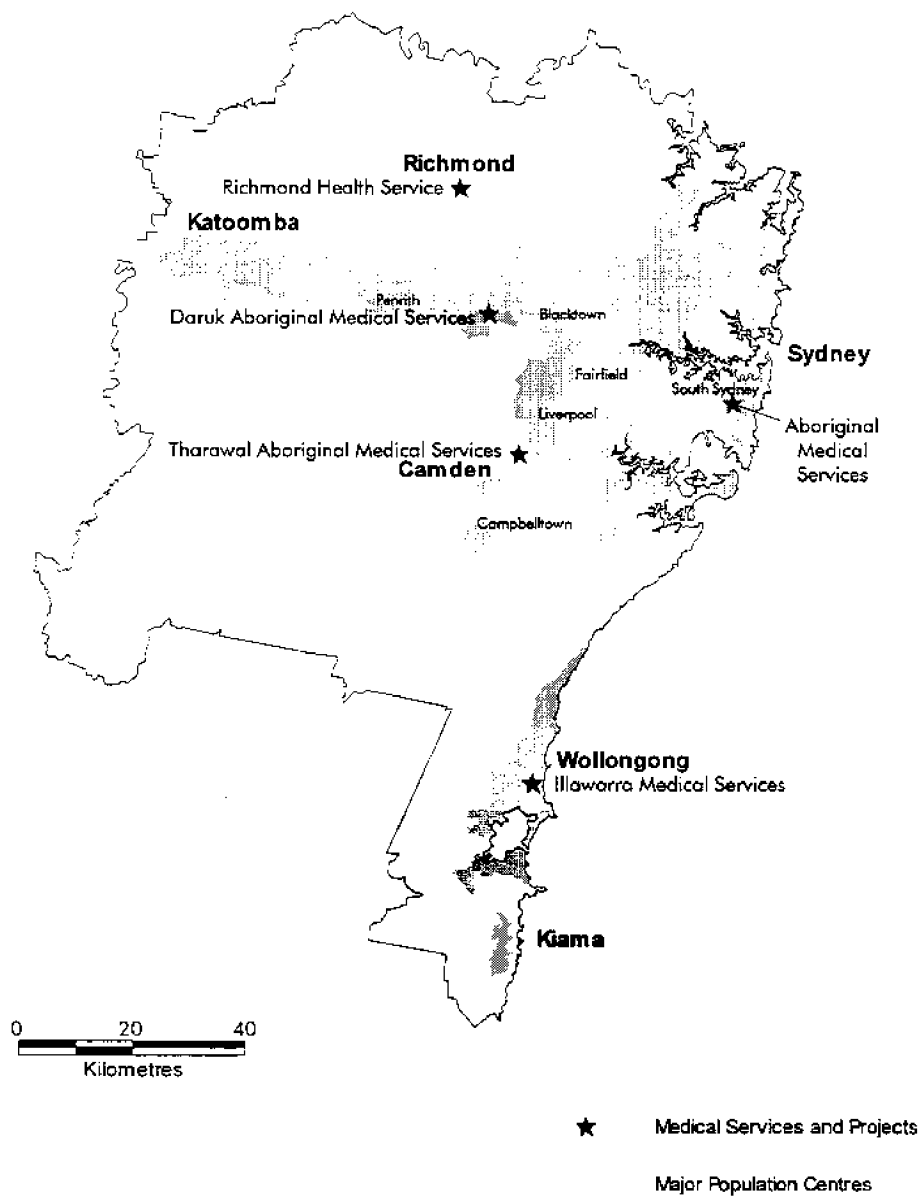 Richmond
Richmond Health Service
Katoomba
Penrith
Daruk Aboriginal Medical Services
Blacktown
Sydney
Fairfield
South Sydney
Liverpool
Aboriginal
Medical
Services
Tharawal Aboriginal Medical Services
Camden
Campbelltown
Wollongong
Illawarra Medical Services
Kiama
0 20 40
Kilometres
Medical Services and Projects
Major Population Centres